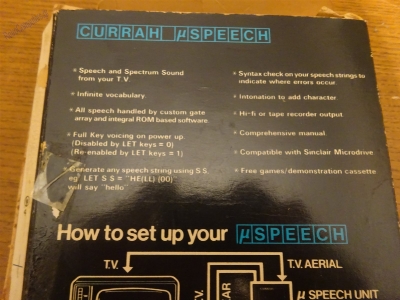 CURRAH μSPEECH
* Speech and Spectrum Sound
from your T.V.
* Infinite vocabulary.
* All speech handled by custom gate
array and integral ROM based software.
* Full Key voicing on power up.
(Disabled by LET keys = 0)
(Re-enabled by LET keys = 1)
* Generate any speech string using S$
eg' LET S$ = "HE(LL) (OO)"
will say "hello"
* Syntax check on your speech strings to
indicate where errors occur.
* Intonation to add character.
* Hi-fi or tape recorder output
* Comprehensive manual
* Compatible with Sinclair Microdrive
* Free games/demonstration cassette
How to set up your μSPEECH
T.V.
T.V. AERIAL
μ SPEECH UNIT